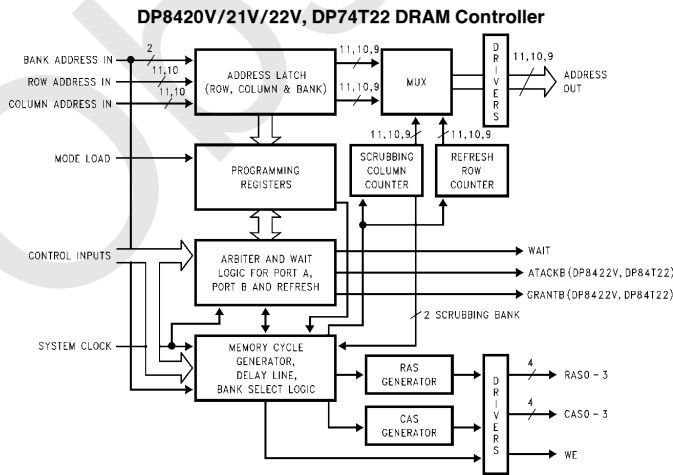 DP8420V/21V/22V, DP74T22 DRAM Controller
BANK ADDRESS IN
2
ROW ADDRESS IN
11,10
COLUMN ADDRESS IN
11,10
ADDRESS LATCH
(ROW, COLUMN & BANK)
11,10,9
11,10,9
MUX
DRIVERS
11,10,9
ADDRESS
OUT
11,10,9
11,10,9
MODE LOAD
PROGRAMMING
REGISTERS
SCRUBBING
COLUMN
COUNTER
REFRESH
ROW
COUNTER
CONTROL INPUTS
ARBITER AND WAIT
LOGIC FOR PORT A,
PORT B AND REFRESH
WAIT
ATACKB (DP8422V, DP84T22)
GRANTB (DP8422V, DP84T22)
2 SCRUBBING BANK
SYSTEM CLOCK
MEMORY CYCLE
GENERATOR,
DELAY LINE,
BANK SELECT LOGIC
RAS
GENERATOR
CAS
GENERATOR
DRIVERS
4
RAS0 - 3
4
CAS0 - 3
WE
Obs